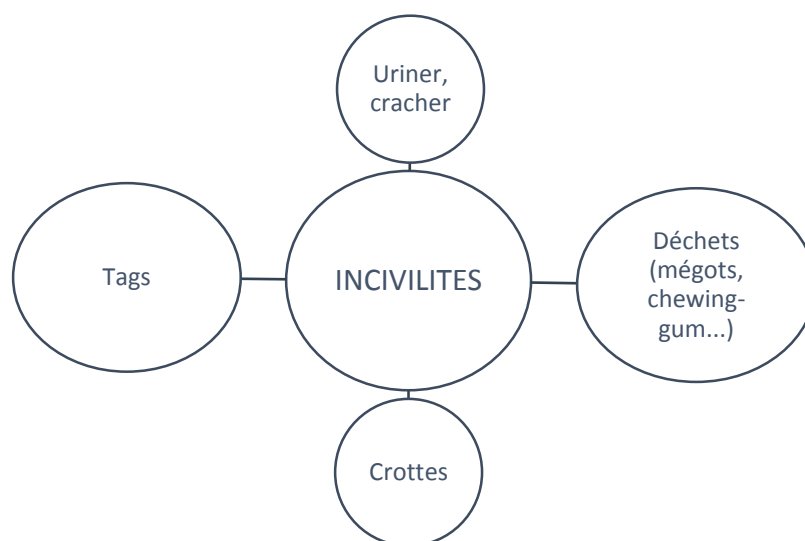 Uriner,
cracher
Tags
INCIVILITES
Déchets
(mégots,
chewing-
gum...)
Crottes